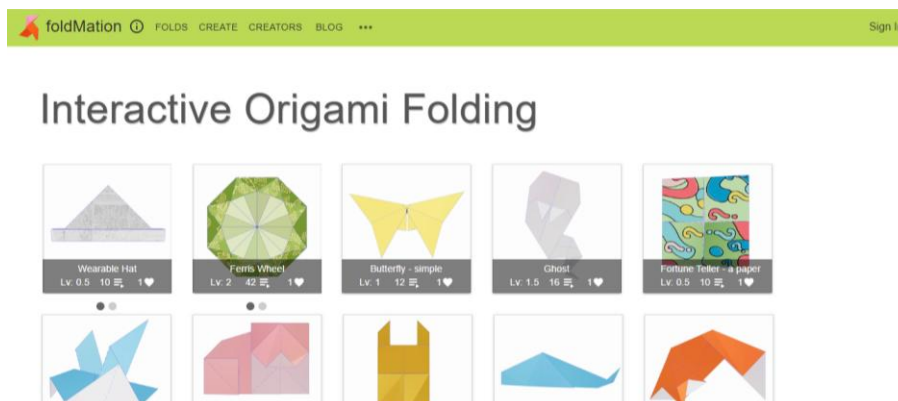 foldMation FOLDS CREATE CREATORS BLOG ••• Sign I
Interactive Origami Folding
Wearable Hat
Lv: 0.5 10 1
Ferris Wheel
Lv: 2 42 1
Butterfly - simple
Lv: 1 12 1
Ghost
Lv: 1.5 16 1
Fortune Teller - a paper
Lv: 0.5 10 1